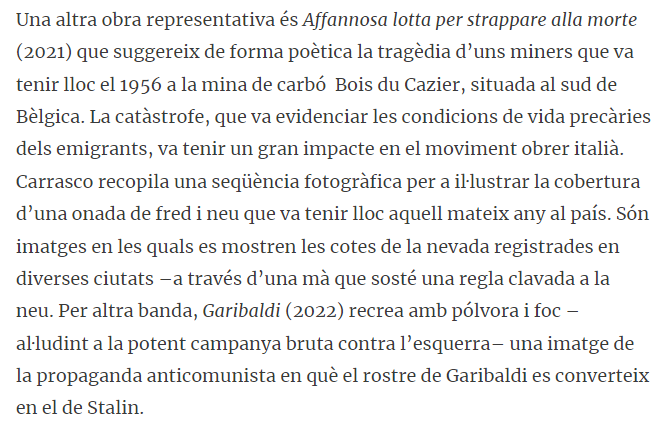 Una altra obra representativa és Affannosa lotta per strappare alla morte
(2021) que suggereix de forma poètica la tragèdia d’uns miners que va
tenir lloc el 1956 a la mina de carbó  Bois du Cazier, situada al sud de
Bèlgica. La catàstrofe, que va evidenciar les condicions de vida precàries
dels emigrants, va tenir un gran impacte en el moviment obrer italià.
Carrasco recopila una seqüència fotogràfica per a il·lustrar la cobertura
d’una onada de fred i neu que va tenir lloc aquell mateix any al país. Són
imatges en les quals es mostren les cotes de la nevada registrades en
diverses ciutats –a través d’una mà que sosté una regla clavada a la
neu. Per altra banda, Garibaldi (2022) recrea amb pólvora i foc –
al·ludint a la potent campanya bruta contra l’esquerra– una imatge de
la propaganda anticomunista en què el rostre de Garibaldi es converteix
en el de Stalin.